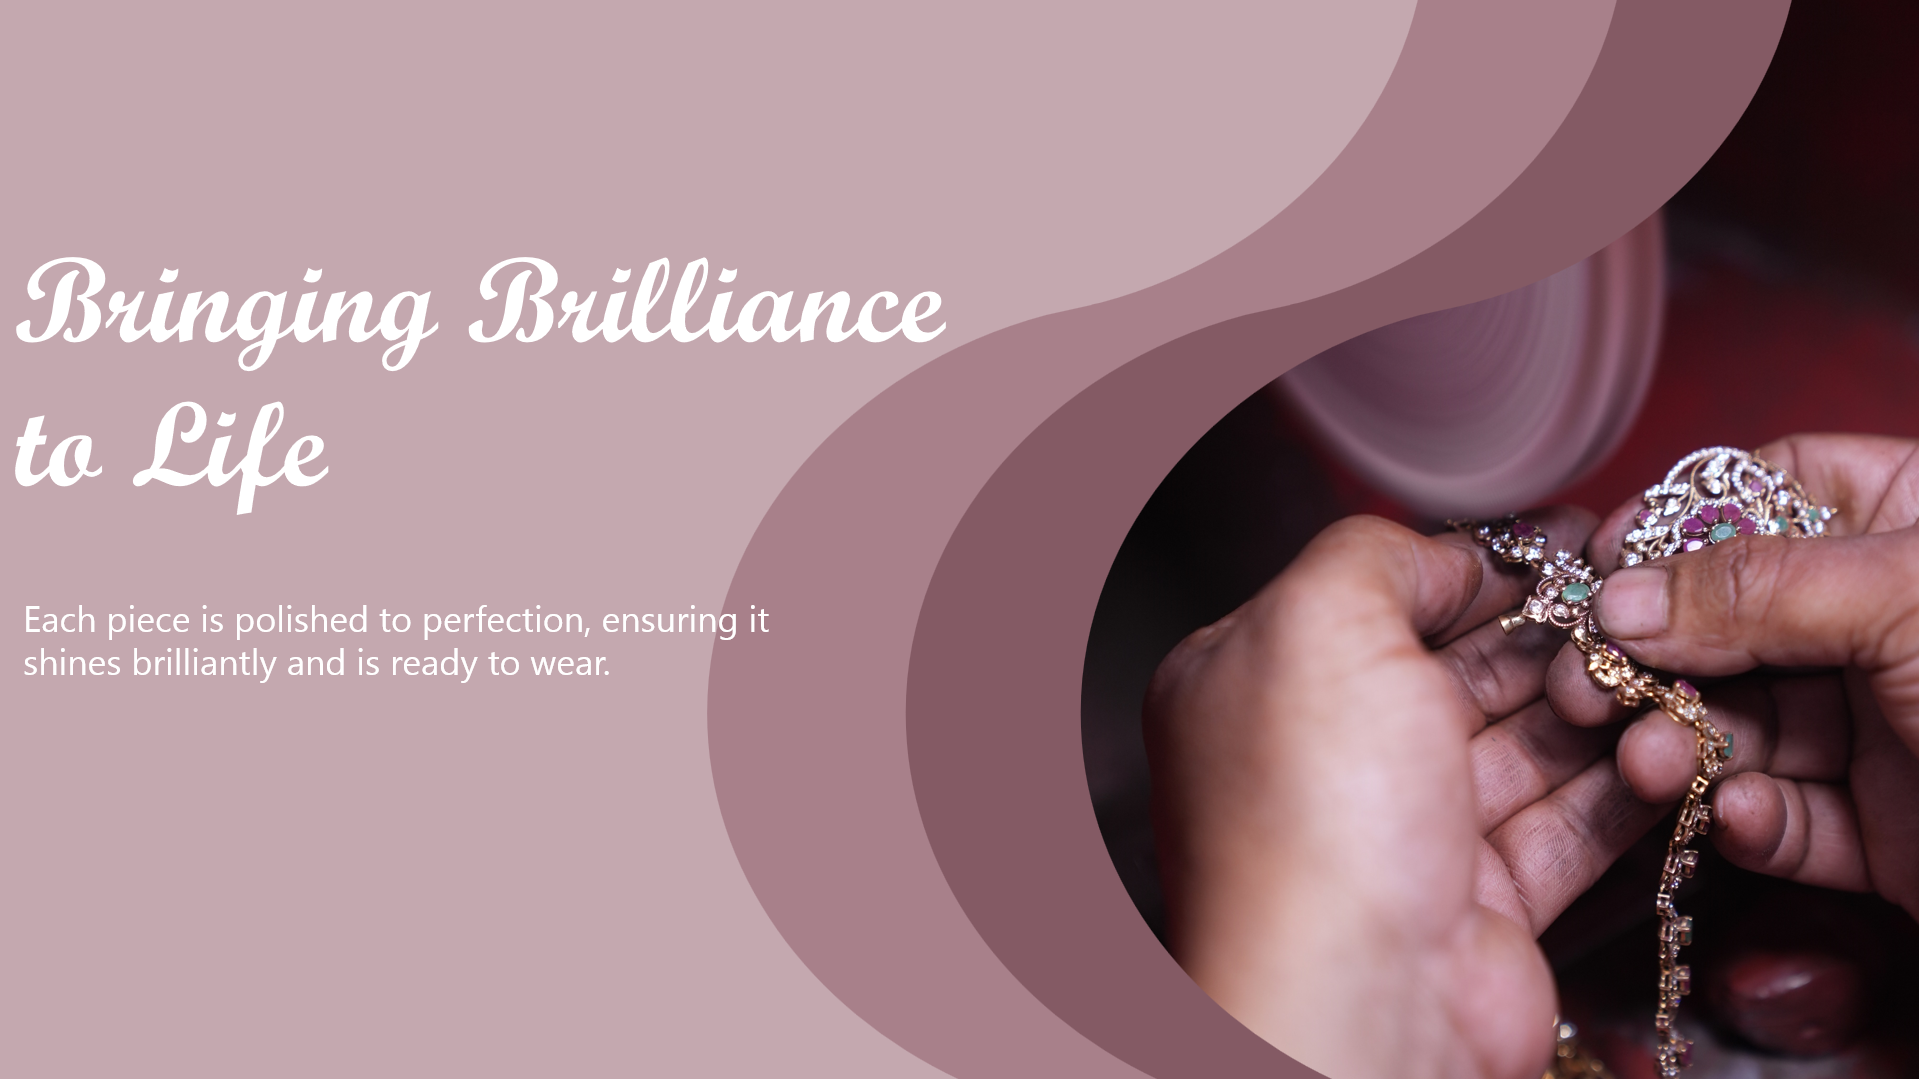 Bringing Brilliance
to Life
Each piece is polished to perfection, ensuring it
shines brilliantly and is ready to wear.